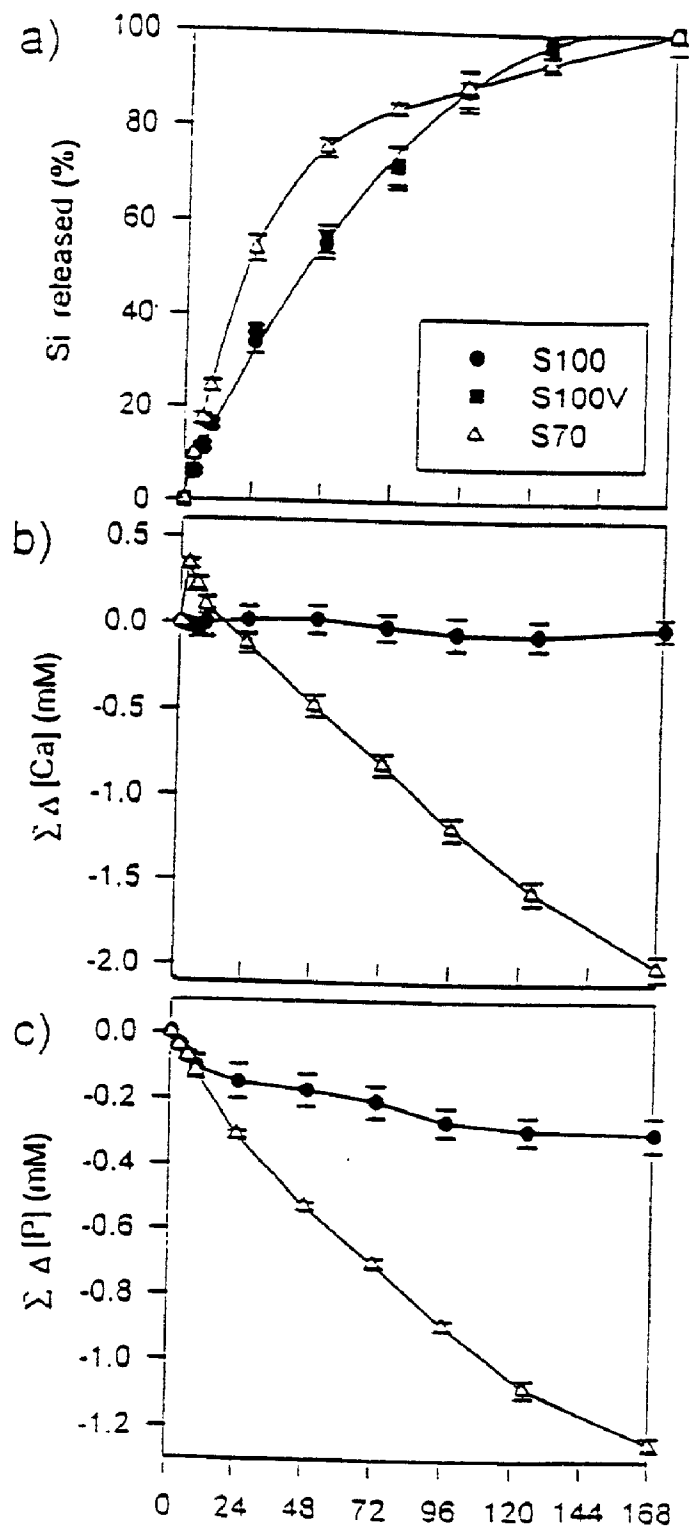 a)
Si released (%)
100
80
60
40
20
0
S100
S100V
S70
b)
Σ Δ [Ca] (mM)
0.5
0.0
-0.5
-1.0
-1.5
-2.0
c)
Σ Δ [P] (mM)
0.0
-0.2
-0.4
-0.6
-0.8
-1.0
-1.2
0 24 48 72 96 120 144 168